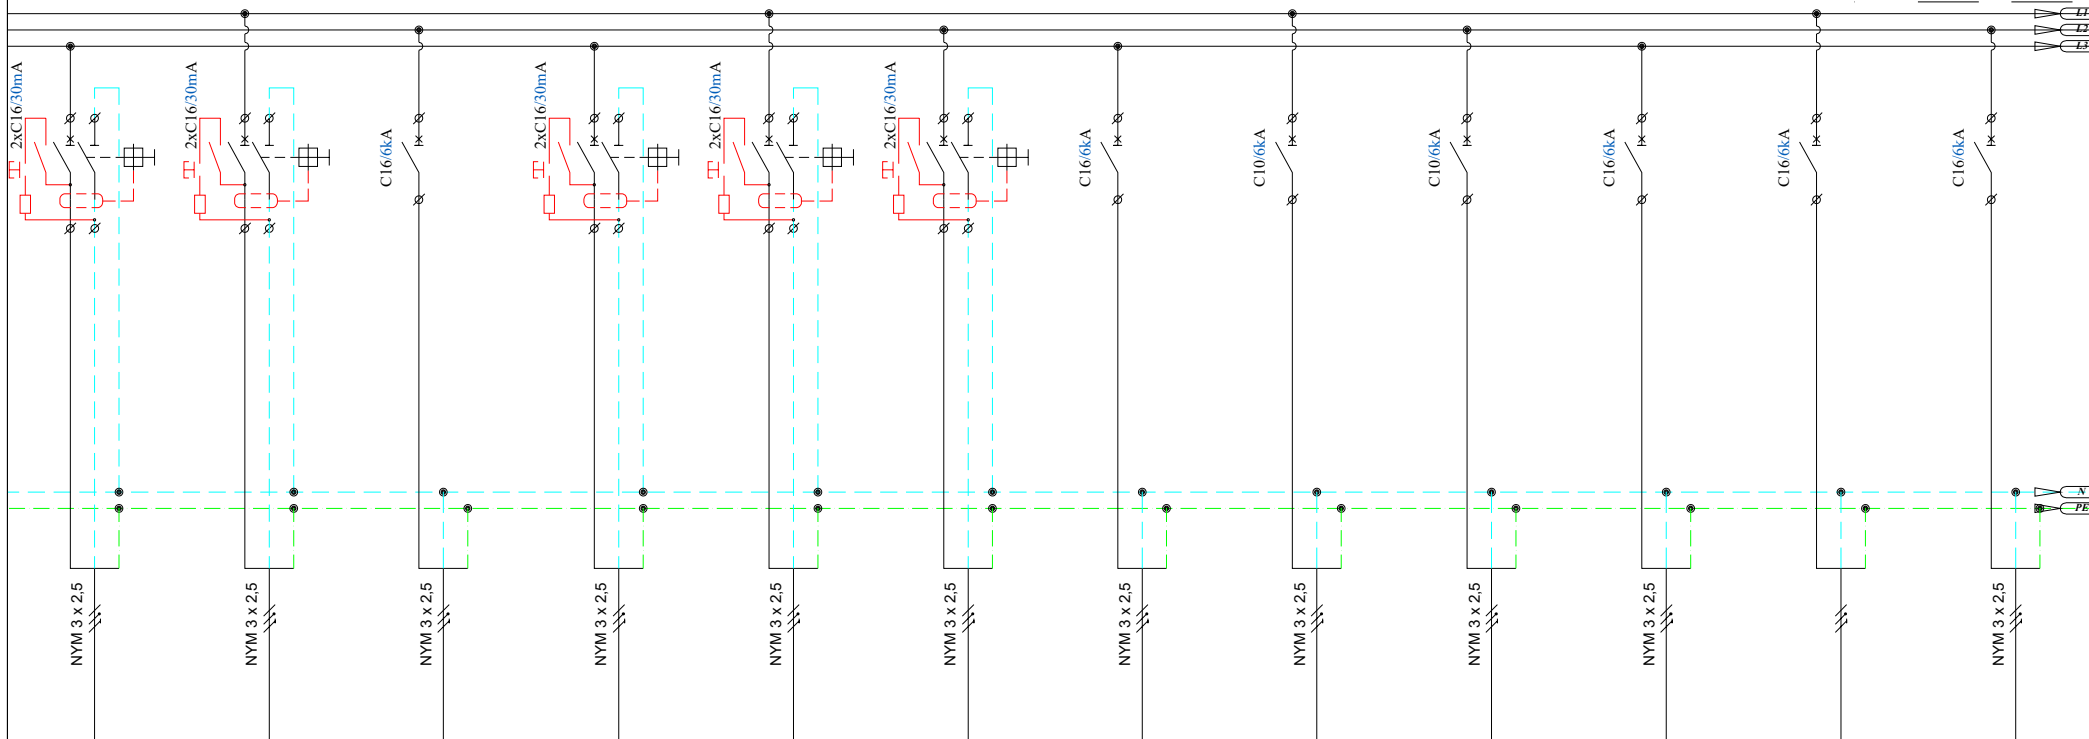 L1
L2
L3
2xC16/30mA
2xC16/30mA
C16/6kA
2xC16/30mA
2xC16/30mA
2xC16/30mA
C16/6kA
C10/6kA
C10/6kA
C16/6kA
C16/6kA
C16/6kA
N
PE
NYM 3 x 2,5
NYM 3 x 2,5
NYM 3 x 2,5
NYM 3 x 2,5
NYM 3 x 2,5
NYM 3 x 2,5
NYM 3 x 2,5
NYM 3 x 2,5
NYM 3 x 2,5
NYM 3 x 2,5
NYM 3 x 2,5